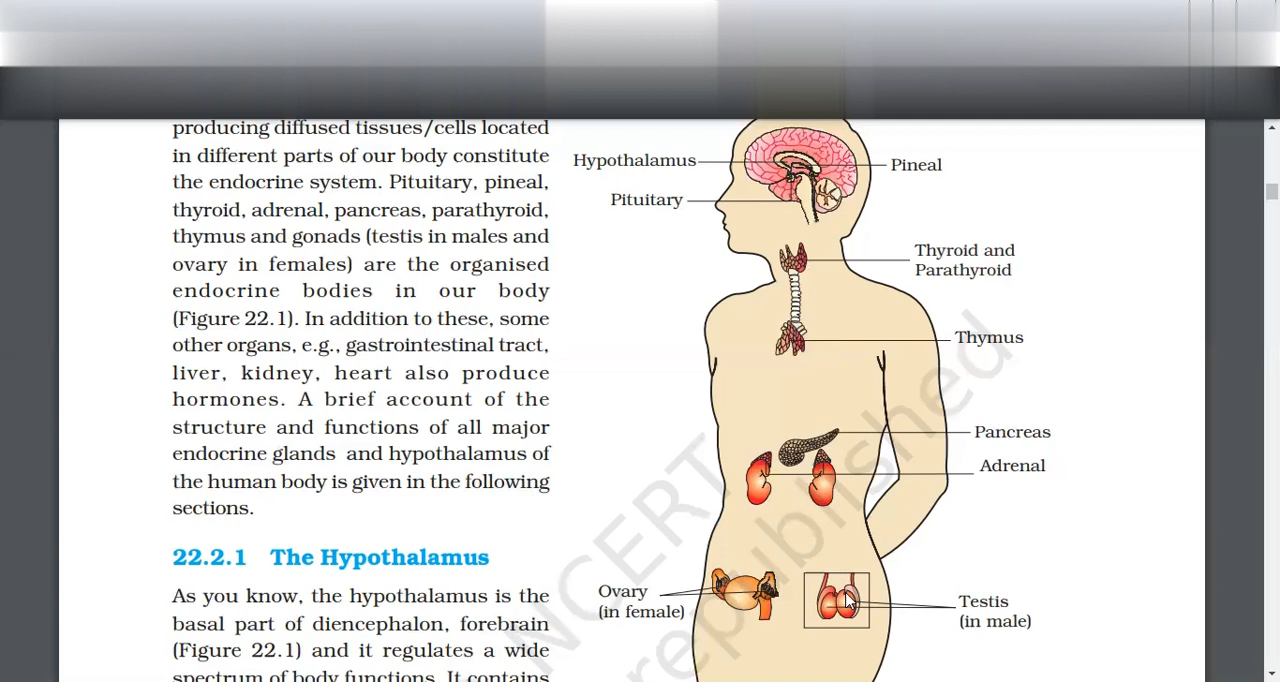 producing diffused tissues/cells located
in different parts of our body constitute
the endocrine system. Pituitary, pineal,
thyroid, adrenal, pancreas, parathyroid,
thymus and gonads (testis in males and
ovary in females) are the organised
endocrine bodies in our body
(Figure 22.1). In addition to these, some
other organs, e.g., gastrointestinal tract,
liver, kidney, heart also produce
hormones. A brief account of the
structure and functions of all major
endocrine glands and hypothalamus of
the human body is given in the following
sections.
22.2.1 The Hypothalamus
As you know, the hypothalamus is the
basal part of diencephalon, forebrain
(Figure 22.1) and it regulates a wide
spectrum of body functions. It contains
Hypothalamus
Pineal
Pituitary
Thyroid and
Parathyroid
Thymus
Pancreas
Adrenal
Ovary
(in female)
Testis
(in male)
NCERT
republished